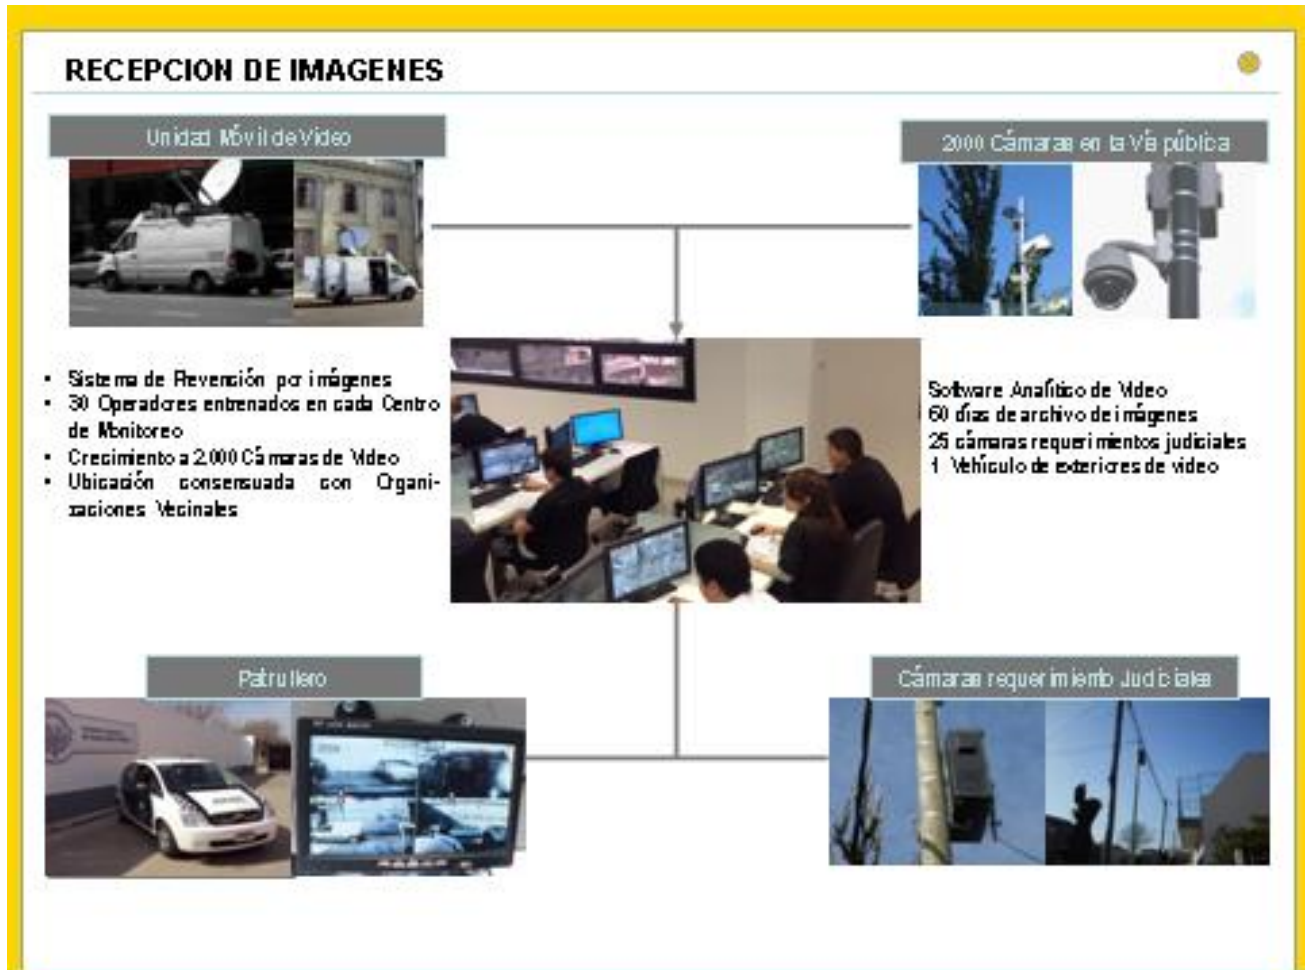 RECEPCION DE IMAGENES
Unidad Móvil de Video
2000 Cámaras en la Vía pública
• Sistema de Prevención por imágenes
• 30 Operadores entrenados en cada Centro
de Monitoreo
• Crecimiento a 2.000 Cámaras de Video
• Ubicación consensuada con Organi-
zaciones Vecinales
Software Analítico de Video
60 días de archivo de imágenes
25 cámaras requerimientos judiciales
1 Vehículo de exteriores de video
Patrullero
Cámaras requerimiento Judiciales